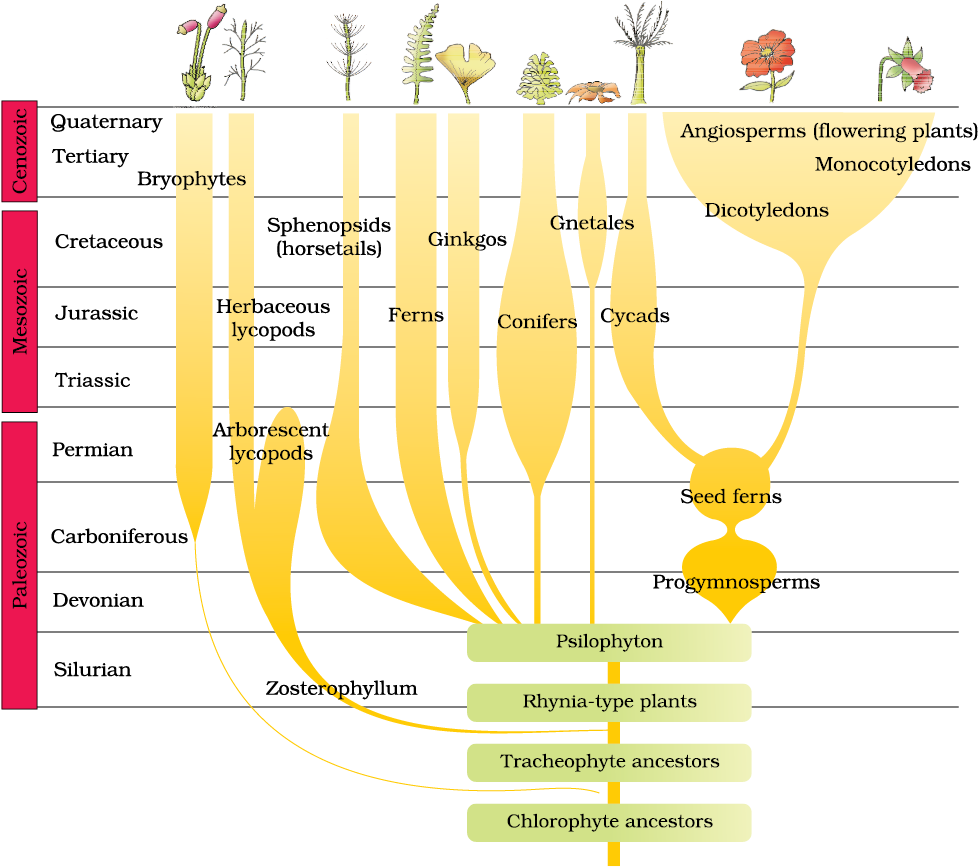 Cenozoic
Quaternary
Tertiary
Bryophytes
Angiosperms (flowering plants)
Monocotyledons
Dicotyledons
Mesozoic
Cretaceous
Sphenopsids
(horsetails)
Ginkgos
Gnetales
Jurassic
Herbaceous
lycopods
Ferns
Conifers
Cycads
Triassic
Paleozoic
Permian
Arborescent
lycopods
Seed ferns
Carboniferous
Progymnosperms
Devonian
Psilophyton
Silurian
Zosterophyllum
Rhynia-type plants
Tracheophyte ancestors
Chlorophyte ancestors